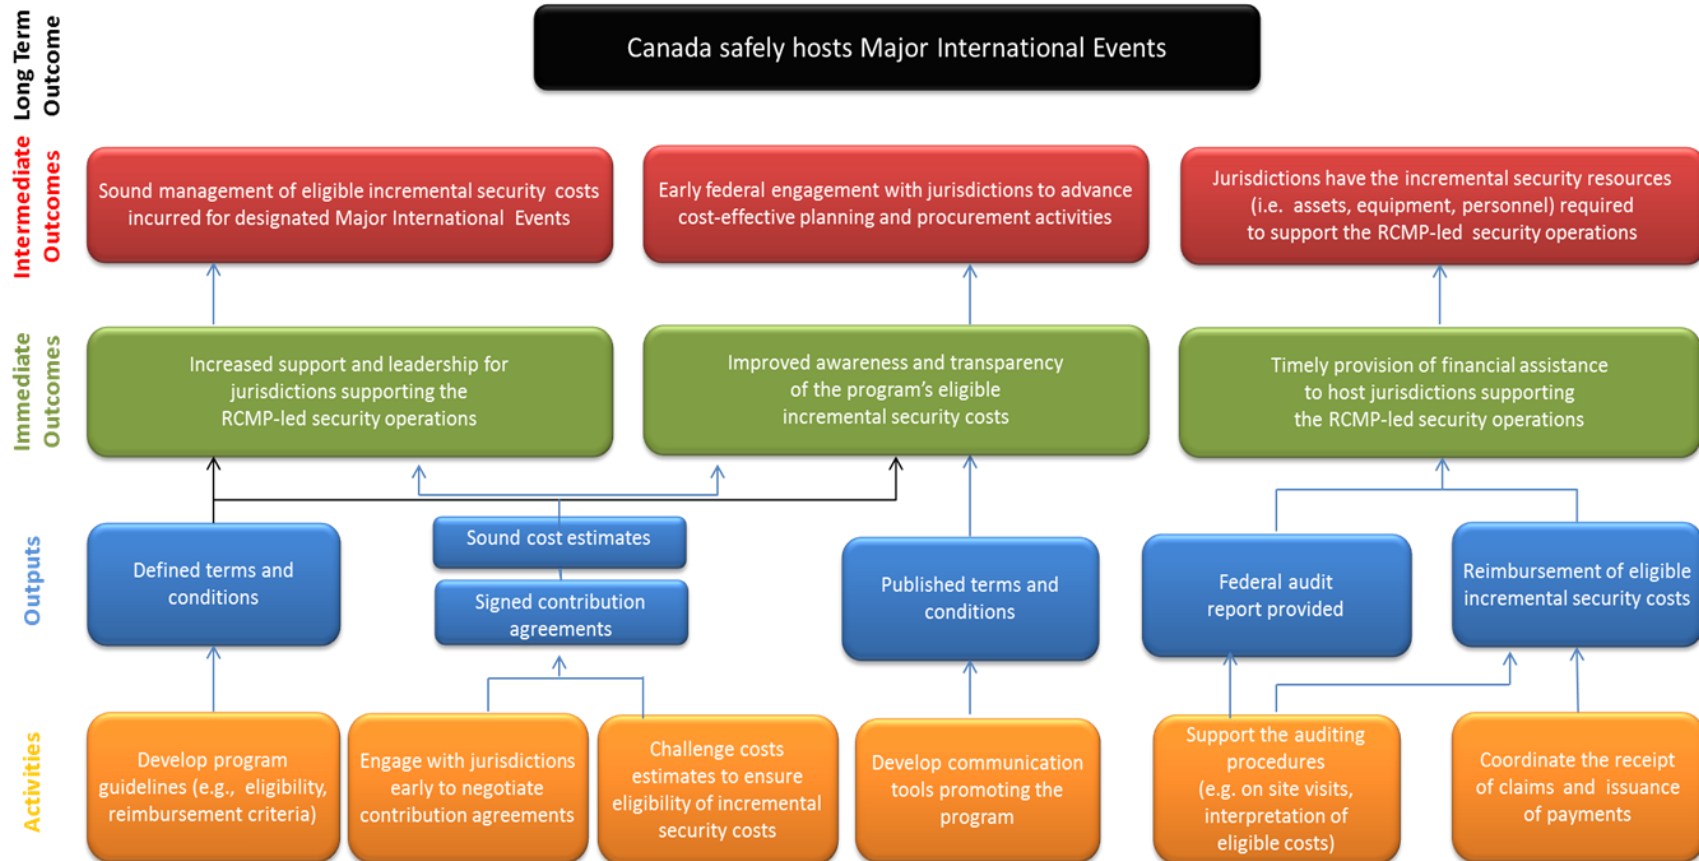 Long Term
Outcome
Canada safely hosts Major International Events
Intermediate
Outcomes
Sound management of eligible incremental security costs
incurred for designated Major International Events
Early federal engagement with jurisdictions to advance
cost-effective planning and procurement activities
Jurisdictions have the incremental security resources
(i.e. assets, equipment, personnel) required
to support the RCMP-led security operations
Immediate
Outcomes
Increased support and leadership for
jurisdictions supporting the
RCMP-led security operations
Improved awareness and transparency
of the program's eligible
incremental security costs
Timely provision of financial assistance
to host jurisdictions supporting
the RCMP-led security operations
Outputs
Defined terms and
conditions
Sound cost estimates
Signed contribution
agreements
Published terms and
conditions
Federal audit
report provided
Reimbursement of eligible
incremental security costs
Activities
Develop program
guidelines (e.g., eligibility,
reimbursement criteria)
Engage with jurisdictions
early to negotiate
contribution agreements
Challenge costs
estimates to ensure
eligibility of incremental
security costs
Develop communication
tools promoting the
program
Support the auditing
procedures
(e.g. on site visits,
interpretation of
eligible costs)
Coordinate the receipt
of claims and issuance
of payments